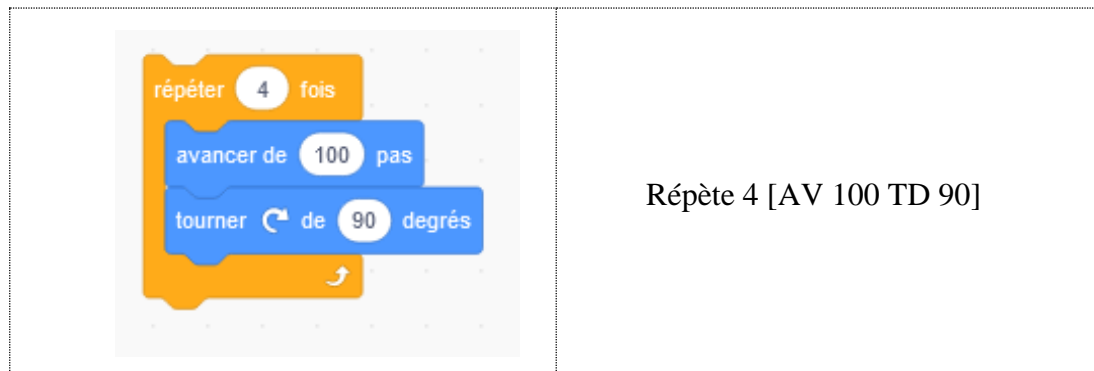 répéter 4 fois
avancer de 100 pas
tourner de 90 degrés
Répète 4 [AV 100 TD 90]